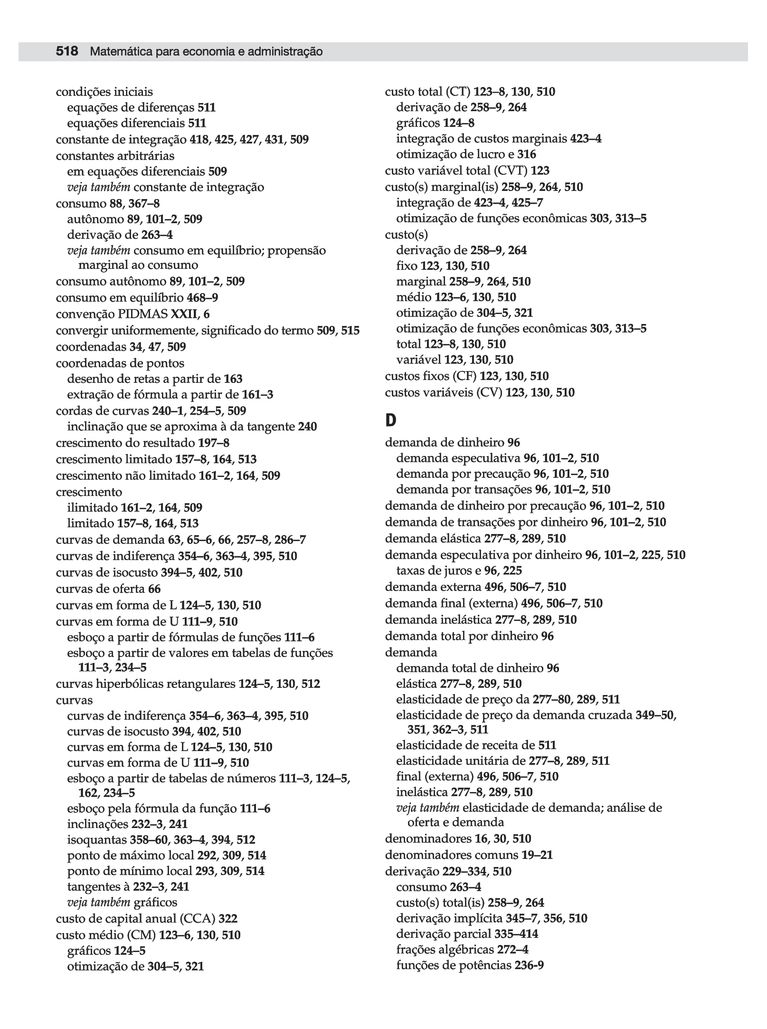 518 Matemática para economia e administração
condições iniciais
equações de diferenças 511
equações diferenciais 511
constante de integração 418, 425, 427, 431, 509
constantes arbitrárias
em equações diferenciais 509
veja também constante de integração
consumo 88, 367–8
autônomo 89, 101–2, 509
derivação de 263–4
veja também consumo em equilíbrio; propensão
marginal ao consumo
consumo autônomo 89, 101–2, 509
consumo em equilíbrio 468–9
convenção PIDMAS XXII, 6
convergir uniformemente, significado do termo 509, 515
coordenadas 34, 47, 509
coordenadas de pontos
desenho de retas a partir de 163
extração de fórmula a partir de 161–3
cordas de curvas 240–1, 254–5, 509
inclinação que se aproxima à da tangente 240
crescimento do resultado 197–8
crescimento limitado 157–8, 164, 513
crescimento não limitado 161–2, 164, 509
crescimento
ilimitado 161–2, 164, 509
limitado 157–8, 164, 513
curvas de demanda 63, 65–6, 66, 257–8, 286–7
curvas de indiferença 354–6, 363–4, 395, 510
curvas de isocusto 394–5, 402, 510
curvas de oferta 66
curvas em forma de L 124–5, 130, 510
curvas em forma de U 111–9, 510
esboço a partir de fórmulas de funções 111–6
esboço a partir de valores em tabelas de funções
111–3, 234–5
curvas hiperbólicas retangulares 124–5, 130, 512
curvas
curvas de indiferença 354–6, 363–4, 395, 510
curvas de isocusto 394, 402, 510
curvas em forma de L 124–5, 130, 510
curvas em forma de U 111–9, 510
esboço a partir de tabelas de números 111–3, 124–5,
162, 234–5
esboço pela fórmula da função 111–6
inclinações 232–3, 241
isoquantas 358–60, 363–4, 394, 512
ponto de máximo local 292, 309, 514
ponto de mínimo local 293, 309, 514
tangentes à 232–3, 241
veja também gráficos
custo de capital anual (CCA) 322
custo médio (CM) 123–6, 130, 510
gráficos 124–5
otimização de 304–5, 321
custo total (CT) 123–8, 130, 510
derivação de 258–9, 264
gráficos 124–8
integração de custos marginais 423–4
otimização de lucro e 316
custo variável total (CVT) 123
custo(s) marginal(is) 258–9, 264, 510
integração de 423–4, 425–7
otimização de funções econômicas 303, 313–5
custo(s)
derivação de 258–9, 264
fixo 123, 130, 510
marginal 258–9, 264, 510
médio 123–6, 130, 510
otimização de 304–5, 321
otimização de funções econômicas 303, 313–5
total 123–8, 130, 510
variável 123, 130, 510
custos fixos (CF) 123, 130, 510
custos variáveis (CV) 123, 130, 510
D
demanda de dinheiro 96
demanda especulativa 96, 101–2, 510
demanda por precaução 96, 101–2, 510
demanda por transações 96, 101–2, 510
demanda de dinheiro por precaução 96, 101–2, 510
demanda de transações por dinheiro 96, 101–2, 510
demanda elástica 277–8, 289, 510
demanda especulativa por dinheiro 96, 101–2, 225, 510
taxas de juros e 96, 225
demanda externa 496, 506–7, 510
demanda final (externa) 496, 506–7, 510
demanda inelástica 277–8, 289, 510
demanda total por dinheiro 96
demanda
demanda total de dinheiro 96
elástica 277–8, 289, 510
elasticidade de preço da 277–80, 289, 511
elasticidade de preço da demanda cruzada 349–50,
351, 362–3, 511
elasticidade de receita de 511
elasticidade unitária de 277–8, 289, 511
final (externa) 496, 506–7, 510
inelástica 277–8, 289, 510
veja também elasticidade de demanda; análise de
oferta e demanda
denominadores 16, 30, 510
denominadores comuns 19–21
derivação 229–334, 510
consumo 263–4
custo(s) total(is) 258–9, 264
derivação implícita 345–7, 356, 510
derivação parcial 335–414
frações algébricas 272–4
funções de potências 236-9